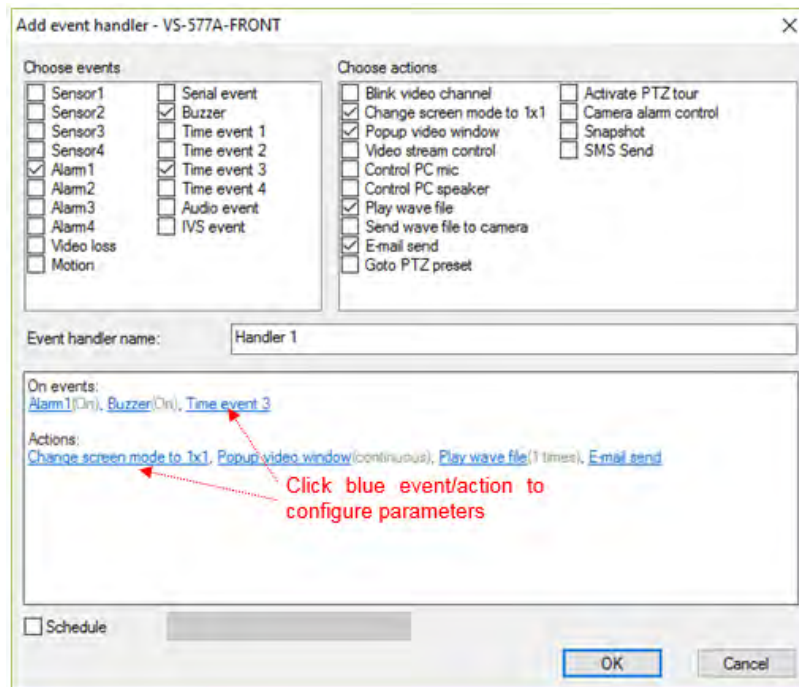 Add event handler - VS-577A-FRONT
Choose events
Sensor1
Sensor2
Sensor3
Sensor4
Alarm1
Alarm2
Alarm3
Alarm4
Video loss
Motion
Serial event
Buzzer
Time event 1
Time event 2
Time event 3
Time event 4
Audio event
IVS event
Choose actions
Blink video channel
Change screen mode to 1x1
Popup video window
Video stream control
Control PC mic
Control PC speaker
Play wave file
Send wave file to camera
E-mail send
Goto PTZ preset
Activate PTZ tour
Camera alarm control
Snapshot
SMS Send
Event handler name: Handler 1
On events:
Alarm1(On), Buzzer(On), Time event 3
Actions:
Change screen mode to 1x1, Popup video window(continuous), Play wave file(1 times), E-mail send
Click blue event/action to
configure parameters
Schedule
OK Cancel